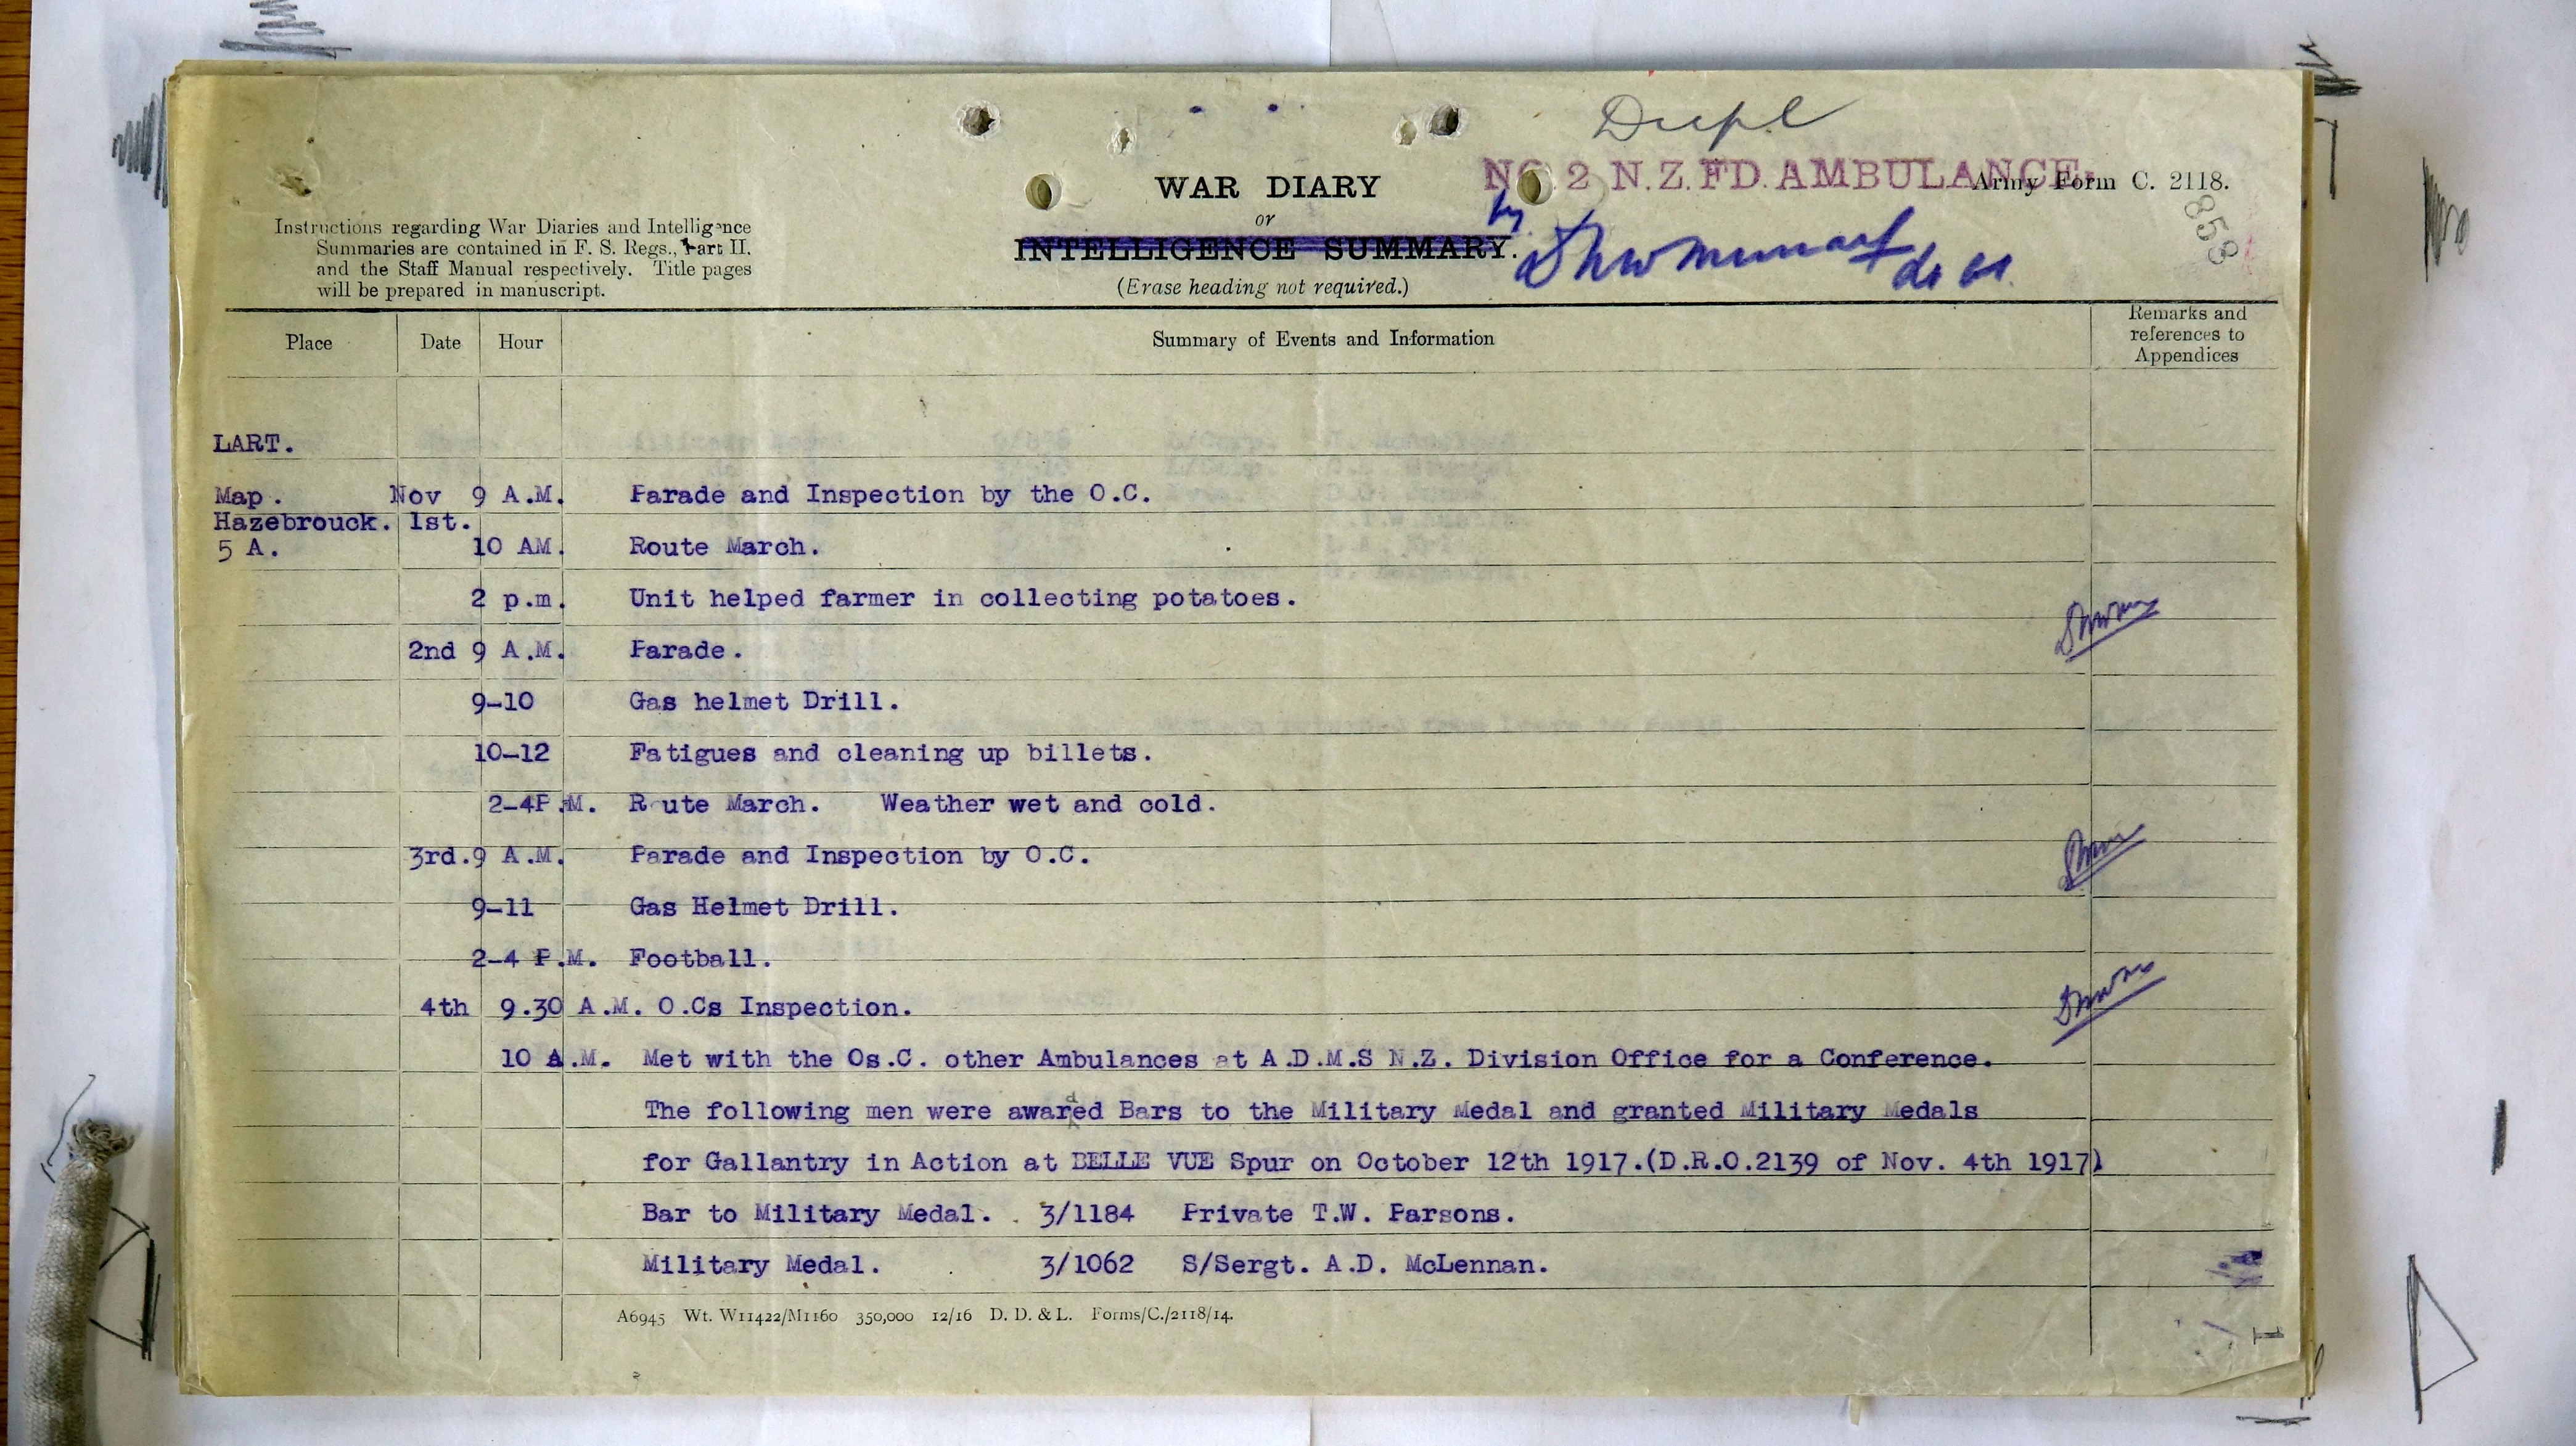 Dupl
NO. 2 N.Z. FD. AMBULANCE.
Army Form C. 2118.
WAR DIARY
or
INTELLIGENCE SUMMARY.
(Erase heading not required.)
by
853
Instructions regarding War Diaries and Intelligence
Summaries are contained in F. S. Regs., Part II.
and the Staff Manual respectively. Title pages
will be prepared in manuscript.
Place Date Hour Summary of Events and Information Remarks and
references to
Appendices
LART.
Map. Nov 9 A.M. Parade and Inspection by the O.C.
Hazebrouck. 1st.
5 A. 10 AM. Route March.
2 p.m. Unit helped farmer in collecting potatoes.
2nd 9 A.M. Parade.
9-10 Gas helmet Drill.
10-12 Fatigues and cleaning up billets.
2-4P.M. Route March. Weather wet and cold.
3rd. 9 A.M. Parade and Inspection by O.C.
9-11 Gas Helmet Drill.
2-4 P.M. Football.
4th 9.30 A.M. O.Cs Inspection.
10 A.M. Met with the Os.C. other Ambulances at A.D.M.S N.Z. Division Office for a Conference.
The following men were awarded Bars to the Military Medal and granted Military Medals
for Gallantry in Action at BELLE VUE Spur on October 12th 1917.(D.R.O.2139 of Nov. 4th 1917)
Bar to Military Medal. 3/1184 Private T.W. Parsons.
Military Medal. 3/1062 S/Sergt. A.D. McLennan.
A6945 Wt. W11422/M1160 350,000 12/16 D. D. & L. Forms/C./2118/14.
1